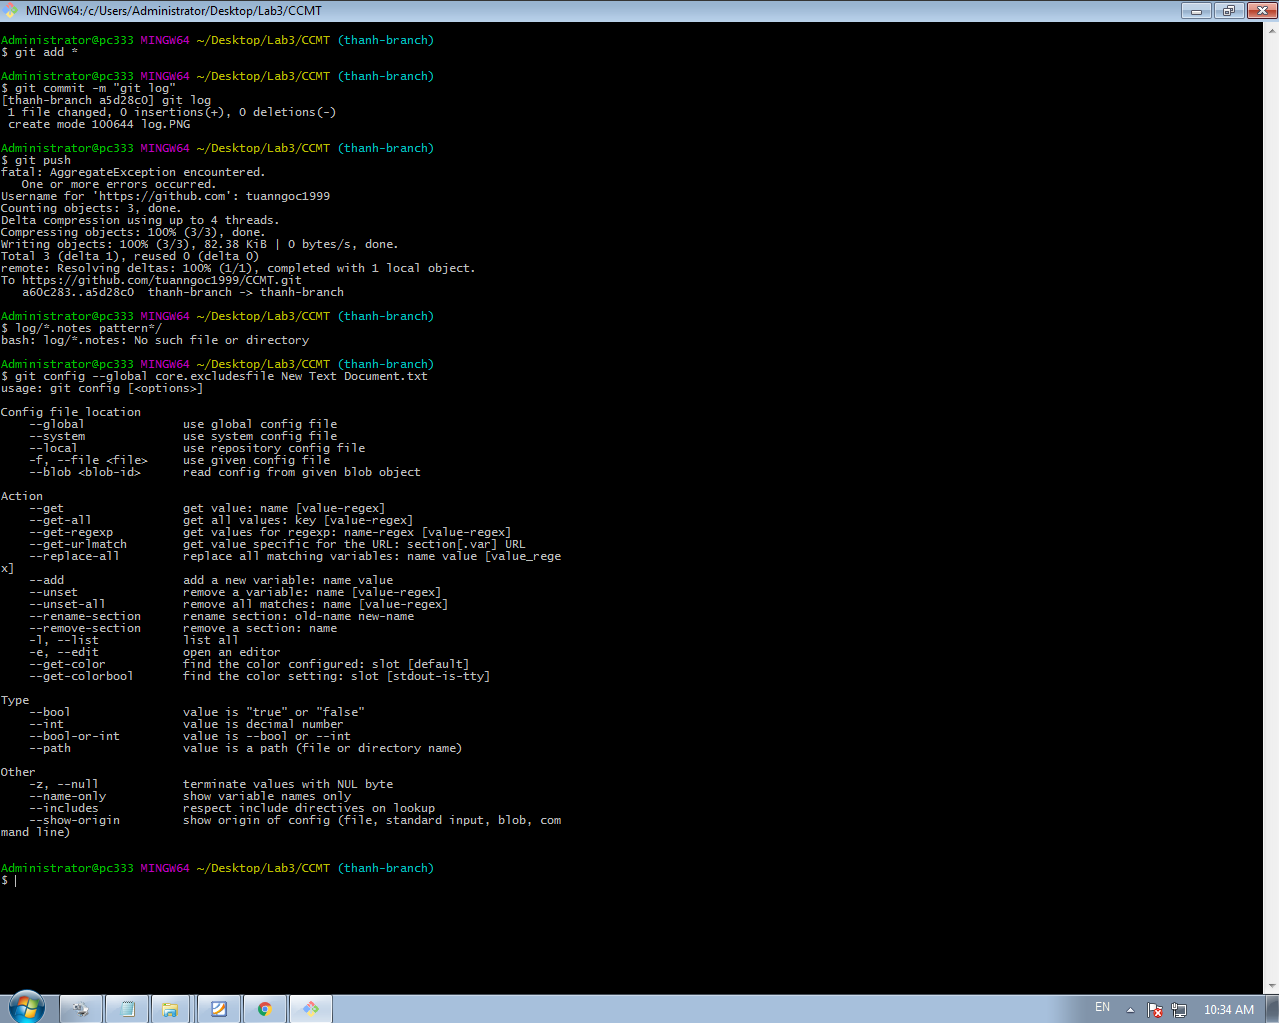 MINGW64:/c/Users/Administrator/Desktop/Lab3/CCMT
Administrator@pc333 MINGW64 ~/Desktop/Lab3/CCMT (thanh-branch)
$ git add *
Administrator@pc333 MINGW64 ~/Desktop/Lab3/CCMT (thanh-branch)
$ git commit -m "git log"
[thanh-branch a5d28c0] git log
1 file changed, 0 insertions(+), 0 deletions(-)
create mode 100644 log.PNG
Administrator@pc333 MINGW64 ~/Desktop/Lab3/CCMT (thanh-branch)
$ git push
fatal: AggregateException encountered.
One or more errors occurred.
Username for 'https://github.com': tuanngoc1999
Counting objects: 3, done.
Delta compression using up to 4 threads.
Compressing objects: 100% (3/3), done.
Writing objects: 100% (3/3), 82.38 KiB | 0 bytes/s, done.
Total 3 (delta 1), reused 0 (delta 0)
remote: Resolving deltas: 100% (1/1), completed with 1 local object.
To https://github.com/tuanngoc1999/CCMT.git
a60c283..a5d28c0  thanh-branch -> thanh-branch
Administrator@pc333 MINGW64 ~/Desktop/Lab3/CCMT (thanh-branch)
$ log/*.notes pattern*/
bash: log/*.notes: No such file or directory
Administrator@pc333 MINGW64 ~/Desktop/Lab3/CCMT (thanh-branch)
$ git config --global core.excludesfile New Text Document.txt
usage: git config [<options>]
Config file location
--global use global config file
--system use system config file
--local use repository config file
-f, --file <file> use given config file
--blob <blob-id> read config from given blob object
Action
--get get value: name [value-regex]
--get-all get all values: key [value-regex]
--get-regexp get values for regexp: name-regex [value-regex]
--get-urlmatch get value specific for the URL: section[.var] URL
--replace-all replace all matching variables: name value [value_rege
x]
--add add a new variable: name value
--unset remove a variable: name [value-regex]
--unset-all remove all matches: name [value-regex]
--rename-section rename section: old-name new-name
--remove-section remove a section: name
-l, --list list all
-e, --edit open an editor
--get-color find the color configured: slot [default]
--get-colorbool find the color setting: slot [stdout-is-tty]
Type
--bool value is "true" or "false"
--int value is decimal number
--bool-or-int value is --bool or --int
--path value is a path (file or directory name)
Other
-z, --null terminate values with NUL byte
--name-only show variable names only
--includes respect include directives on lookup
--show-origin show origin of config (file, standard input, blob, com
mand line)
Administrator@pc333 MINGW64 ~/Desktop/Lab3/CCMT (thanh-branch)
$
EN
10:34 AM